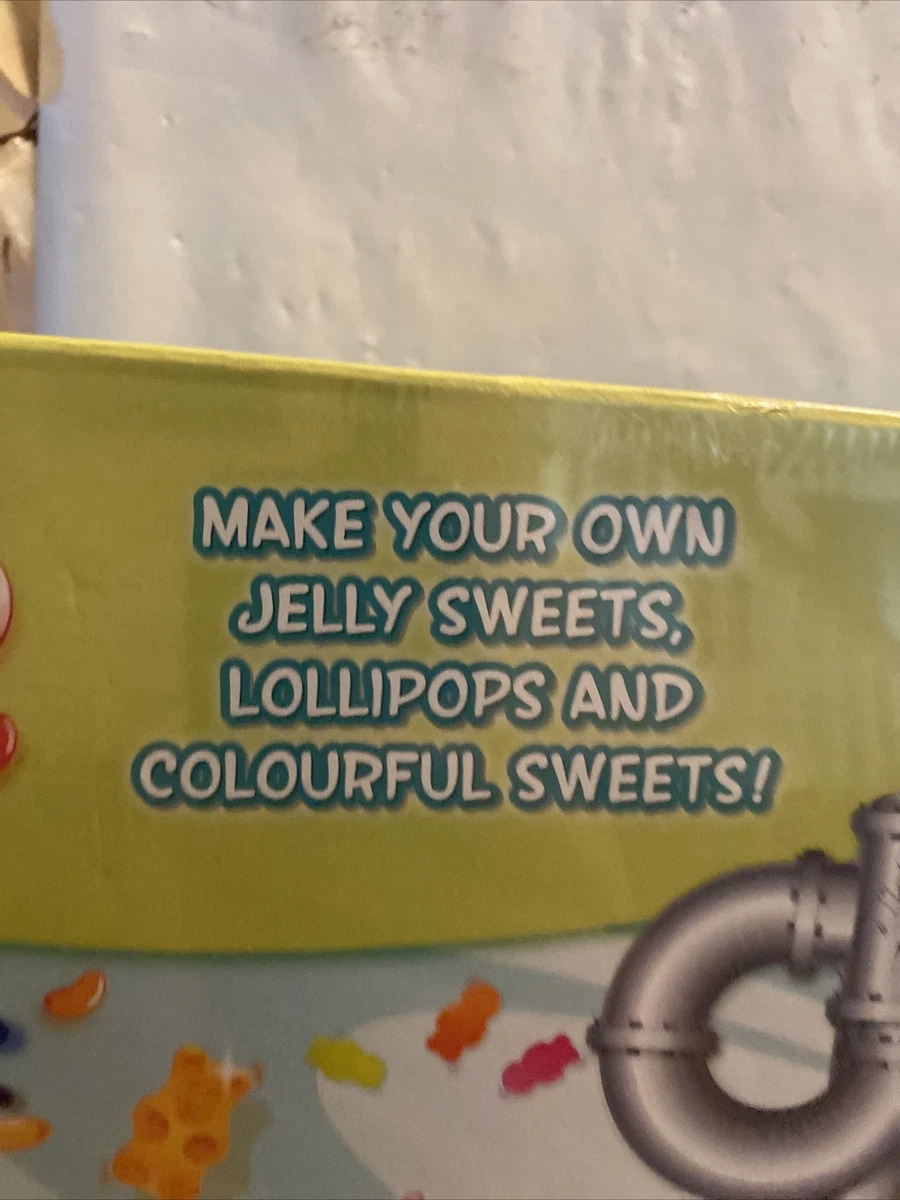 MAKE YOUR OWN
JELLY SWEETS,
LOLLIPOPS AND
COLOURFUL SWEETS!